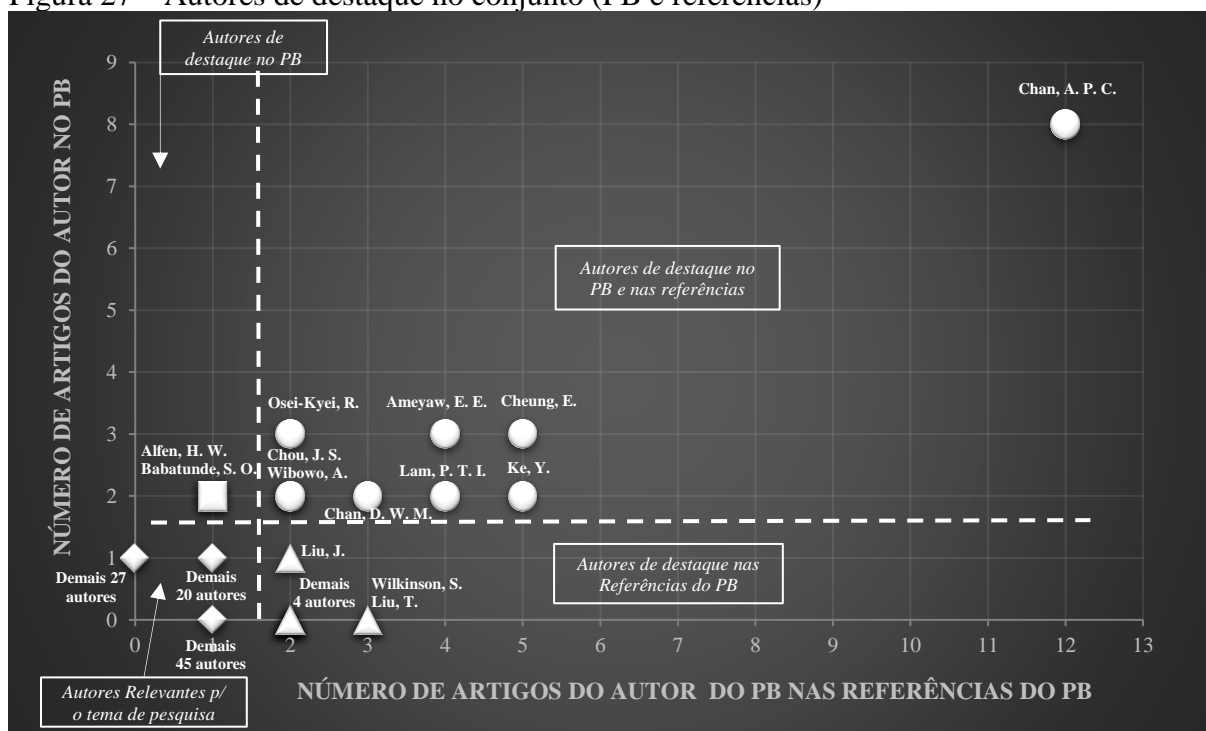 Figura 27 – Autores de destaque no conjunto (PB e referências)
Autores de
destaque no PB
NÚMERO DE ARTIGOS DO AUTOR NO PB
9
8
7
6
5
4
3
2
1
0
Chan, A. P. C.
Autores de destaque no
PB e nas referências
Osei-Kyei, R.
Ameyaw, E. E.
Cheung, E.
Alfen, H. W.
Babatunde, S. O.
Chou, J. S.
Wibowo, A.
Lam, P. T. I.
Ke, Y.
Chan, D. W. M.
Liu, J.
Autores de destaque nas
Referências do PB
Demais 27
autores
Demais
20 autores
Demais
4 autores
Wilkinson, S.
Liu, T.
Demais
45 autores
0 1 2 3 4 5 6 7 8 9 10 11 12 13
Autores Relevantes p/
o tema de pesquisa
NÚMERO DE ARTIGOS DO AUTOR DO PB NAS REFERÊNCIAS DO PB